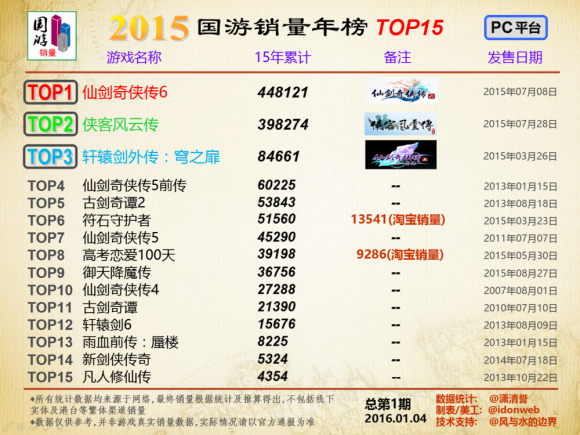 国游
销量
2015 国游销量年榜 TOP15 PC平台
游戏名称 15年累计 备注 发售日期
TOP1 仙剑奇侠传6 448121 仙剑奇侠传 六 2015年07月08日
TOP2 侠客风云传 398274 侠客风云传 2015年07月28日
TOP3 轩辕剑外传：穹之扉 84661 2015年03月26日
TOP4 仙剑奇侠传5前传 60225 -- 2013年01月15日
TOP5 古剑奇谭2 53843 -- 2013年08月18日
TOP6 符石守护者 51560 13541(淘宝销量) 2015年03月23日
TOP7 仙剑奇侠传5 45290 -- 2011年07月07日
TOP8 高考恋爱100天 39198 9286(淘宝销量) 2015年05月30日
TOP9 御天降魔传 36756 -- 2015年08月27日
TOP10 仙剑奇侠传4 27288 -- 2007年08月01日
TOP11 古剑奇谭 21390 -- 2010年07月10日
TOP12 轩辕剑6 15676 -- 2013年08月09日
TOP13 雨血前传：蜃楼 8225 -- 2013年01月15日
TOP14 新剑侠传奇 5324 -- 2014年07月18日
TOP15 凡人修仙传 4354 -- 2013年10月22日
*所有统计数据均来源于网络,最终销量根据统计及推算得出,不包括线下
实体及港台等繁体渠道销量
*数据仅供参考,并非游戏真实销量数据,实际情况请以官方通报为准
总第1期
2016.01.04
数据统计： @潇清誉
制表/美工：@idonweb
技术支持： @风与水的边界